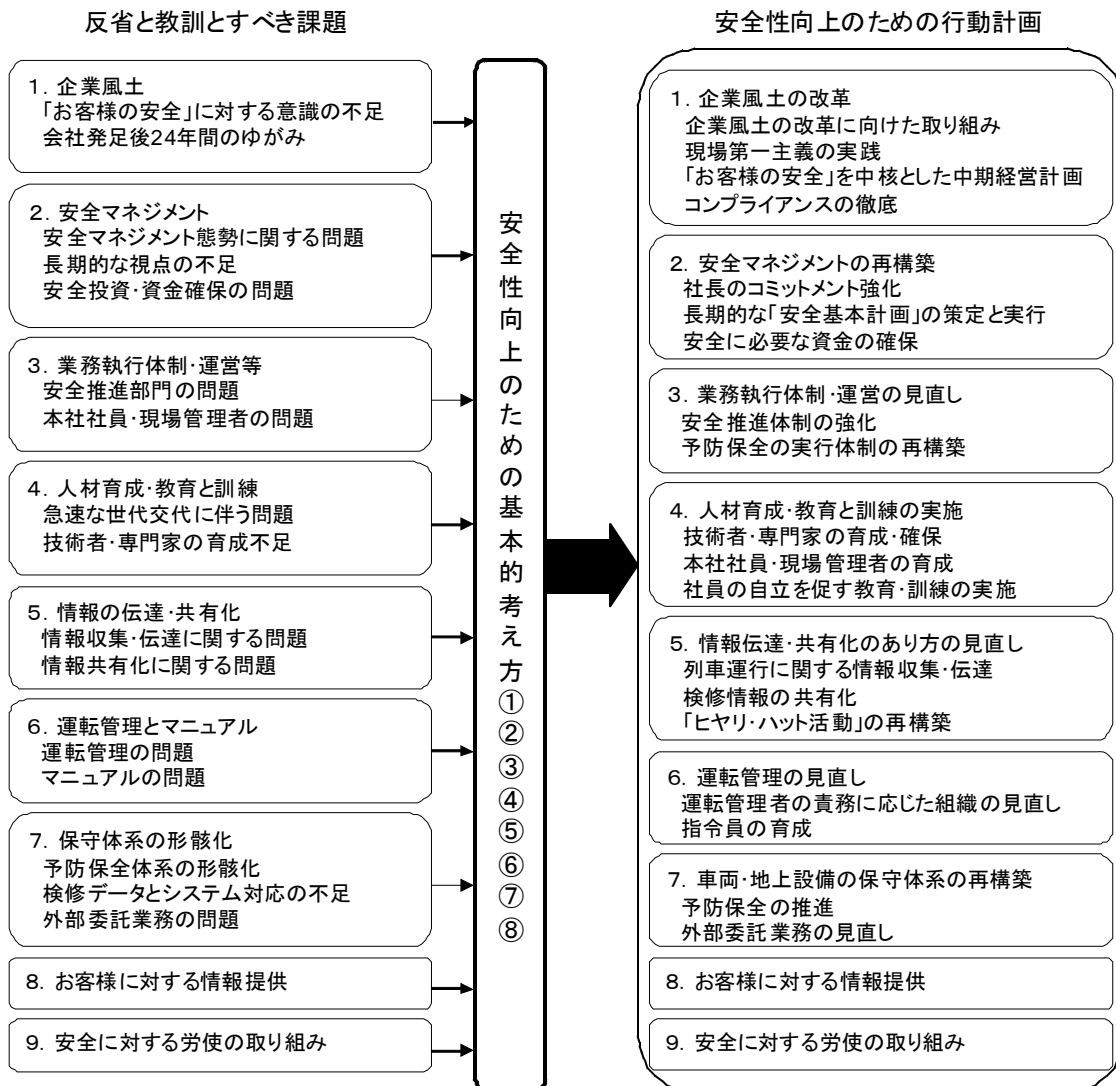 反省と教訓とすべき課題
1．企業風土
「お客様の安全」に対する意識の不足
会社発足後24年間のゆがみ
2．安全マネジメント
安全マネジメント態勢に関する問題
長期的な視点の不足
安全投資・資金確保の問題
3．業務執行体制・運営等
安全推進部門の問題
本社社員・現場管理者の問題
4．人材育成・教育と訓練
急速な世代交代に伴う問題
技術者・専門家の育成不足
5．情報の伝達・共有化
情報収集・伝達に関する問題
情報共有化に関する問題
6．運転管理とマニュアル
運転管理の問題
マニュアルの問題
7．保守体系の形骸化
予防保全体系の形骸化
検修データとシステム対応の不足
外部委託業務の問題
8．お客様に対する情報提供
9．安全に対する労使の取り組み
安全性向上のための基本的考え方①②③④⑤⑥⑦⑧
安全性向上のための行動計画
1．企業風土の改革
企業風土の改革に向けた取り組み
現場第一主義の実践
「お客様の安全」を中核とした中期経営計画
コンプライアンスの徹底
2．安全マネジメントの再構築
社長のコミットメント強化
長期的な「安全基本計画」の策定と実行
安全に必要な資金の確保
3．業務執行体制・運営の見直し
安全推進体制の強化
予防保全の実行体制の再構築
4．人材育成・教育と訓練の実施
技術者・専門家の育成・確保
本社社員・現場管理者の育成
社員の自立を促す教育・訓練の実施
5．情報伝達・共有化のあり方の見直し
列車運行に関する情報収集・伝達
検修情報の共有化
「ヒヤリ・ハット活動」の再構築
6．運転管理の見直し
運転管理者の責務に応じた組織の見直し
指令員の育成
7．車両・地上設備の保守体系の再構築
予防保全の推進
外部委託業務の見直し
8．お客様に対する情報提供
9．安全に対する労使の取り組み